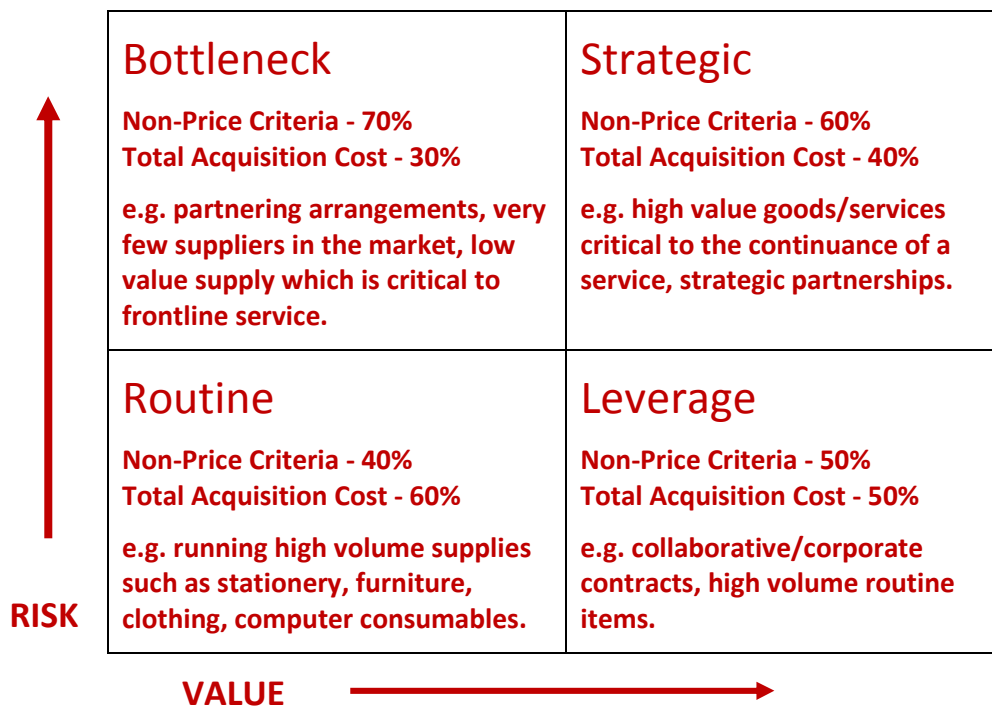 Bottleneck
Non-Price Criteria - 70%
Total Acquisition Cost - 30%
e.g. partnering arrangements, very
few suppliers in the market, low
value supply which is critical to
frontline service.
Strategic
Non-Price Criteria - 60%
Total Acquisition Cost - 40%
e.g. high value goods/services
critical to the continuance of a
service, strategic partnerships.
Routine
Non-Price Criteria - 40%
Total Acquisition Cost - 60%
e.g. running high volume supplies
such as stationery, furniture,
clothing, computer consumables.
Leverage
Non-Price Criteria - 50%
Total Acquisition Cost - 50%
e.g. collaborative/corporate
contracts, high volume routine
items.
RISK
VALUE